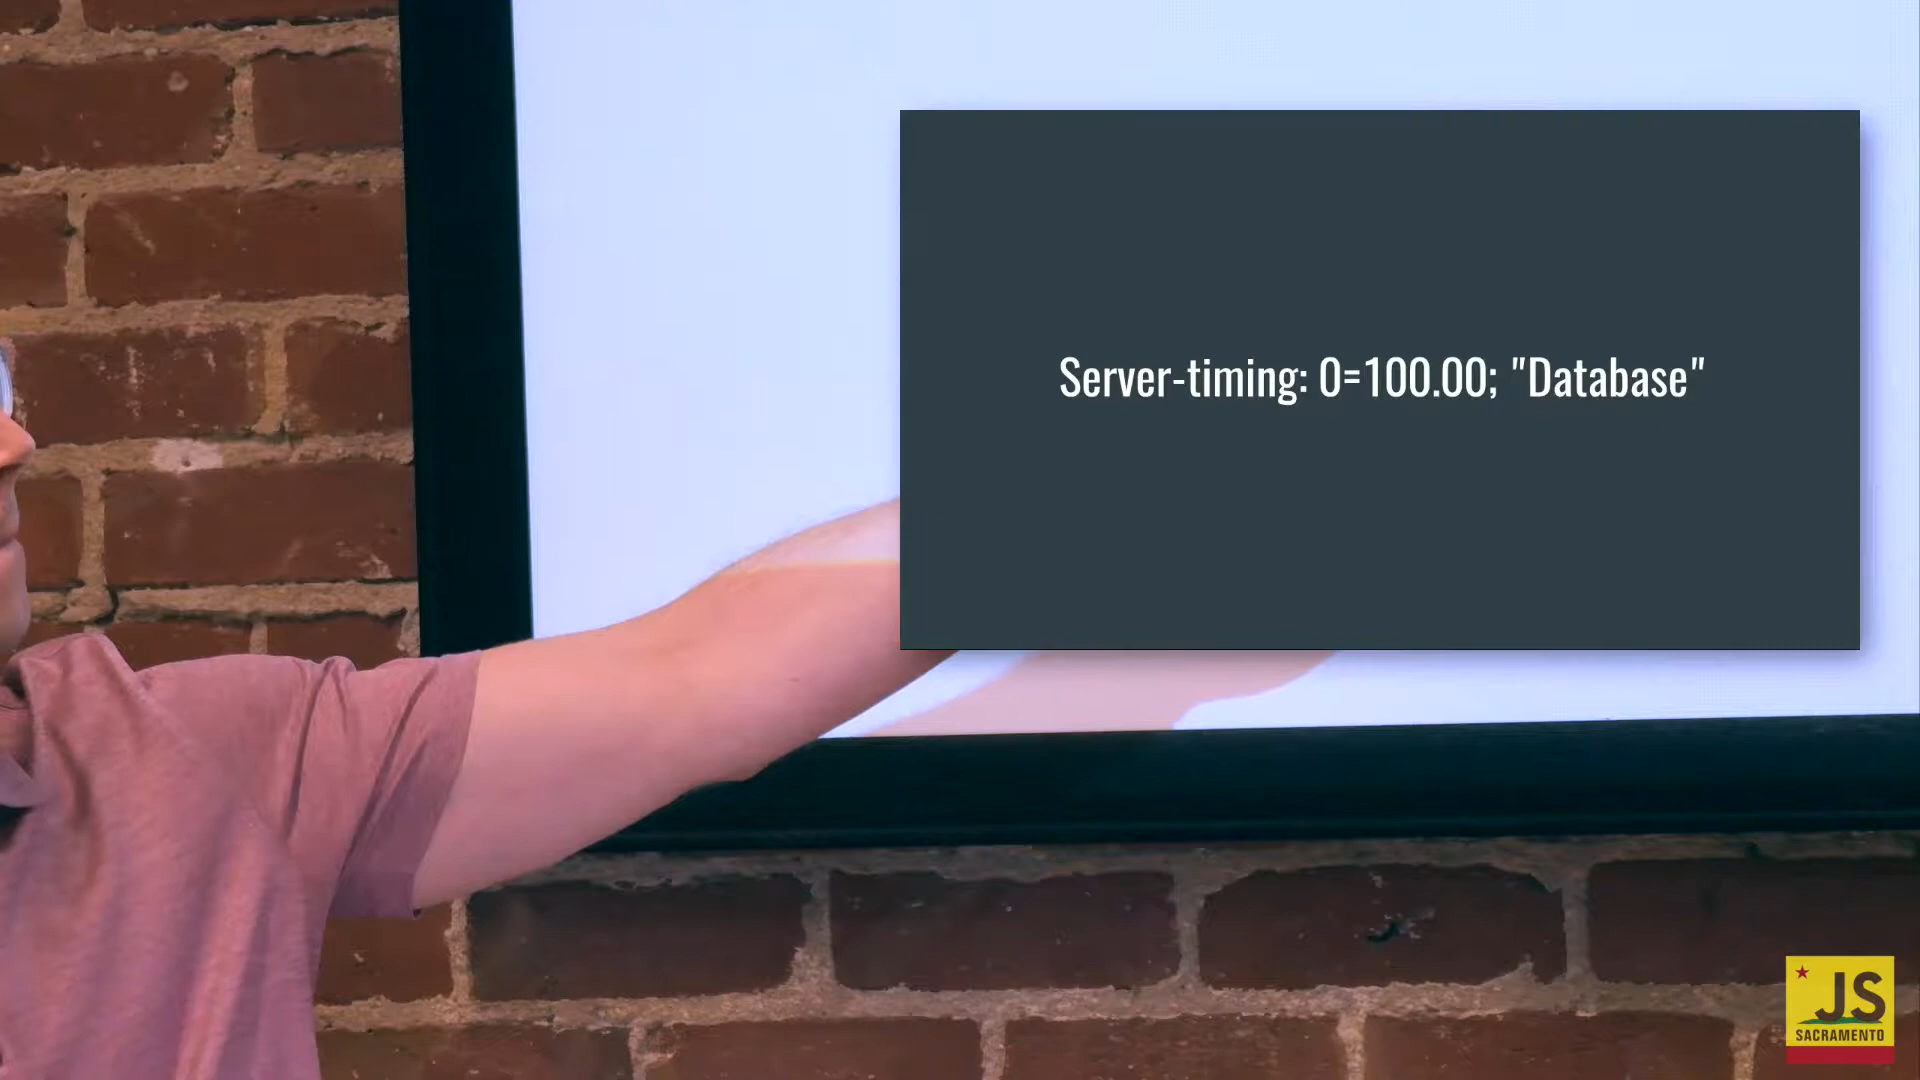 Server-timing: 0=100.00; "Database"
JS
SACRAMENTO